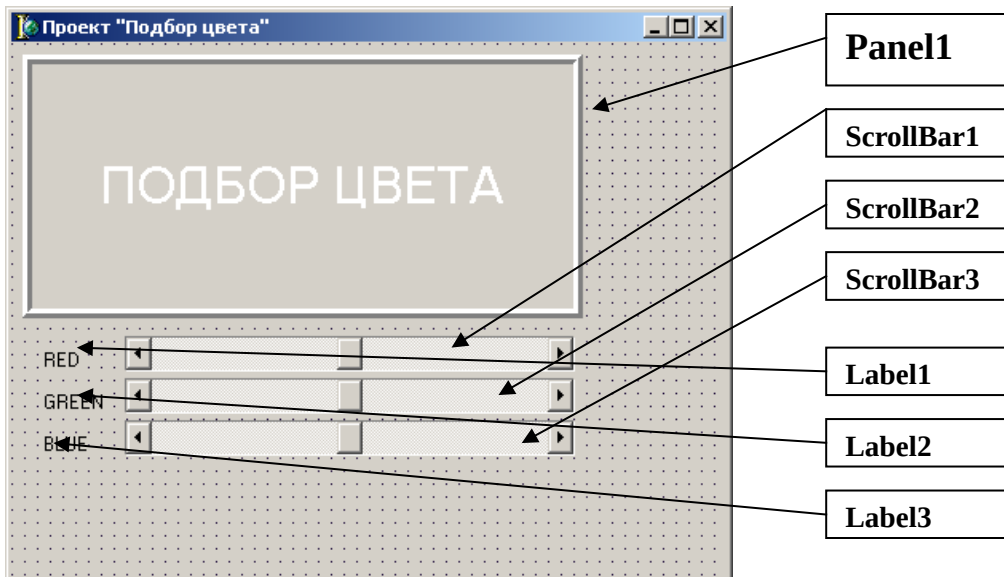 Проект "Подбор цвета"
ПОДБОР ЦВЕТА
RED
GREEN
BLUE
Panel1
ScrollBar1
ScrollBar2
ScrollBar3
Label1
Label2
Label3